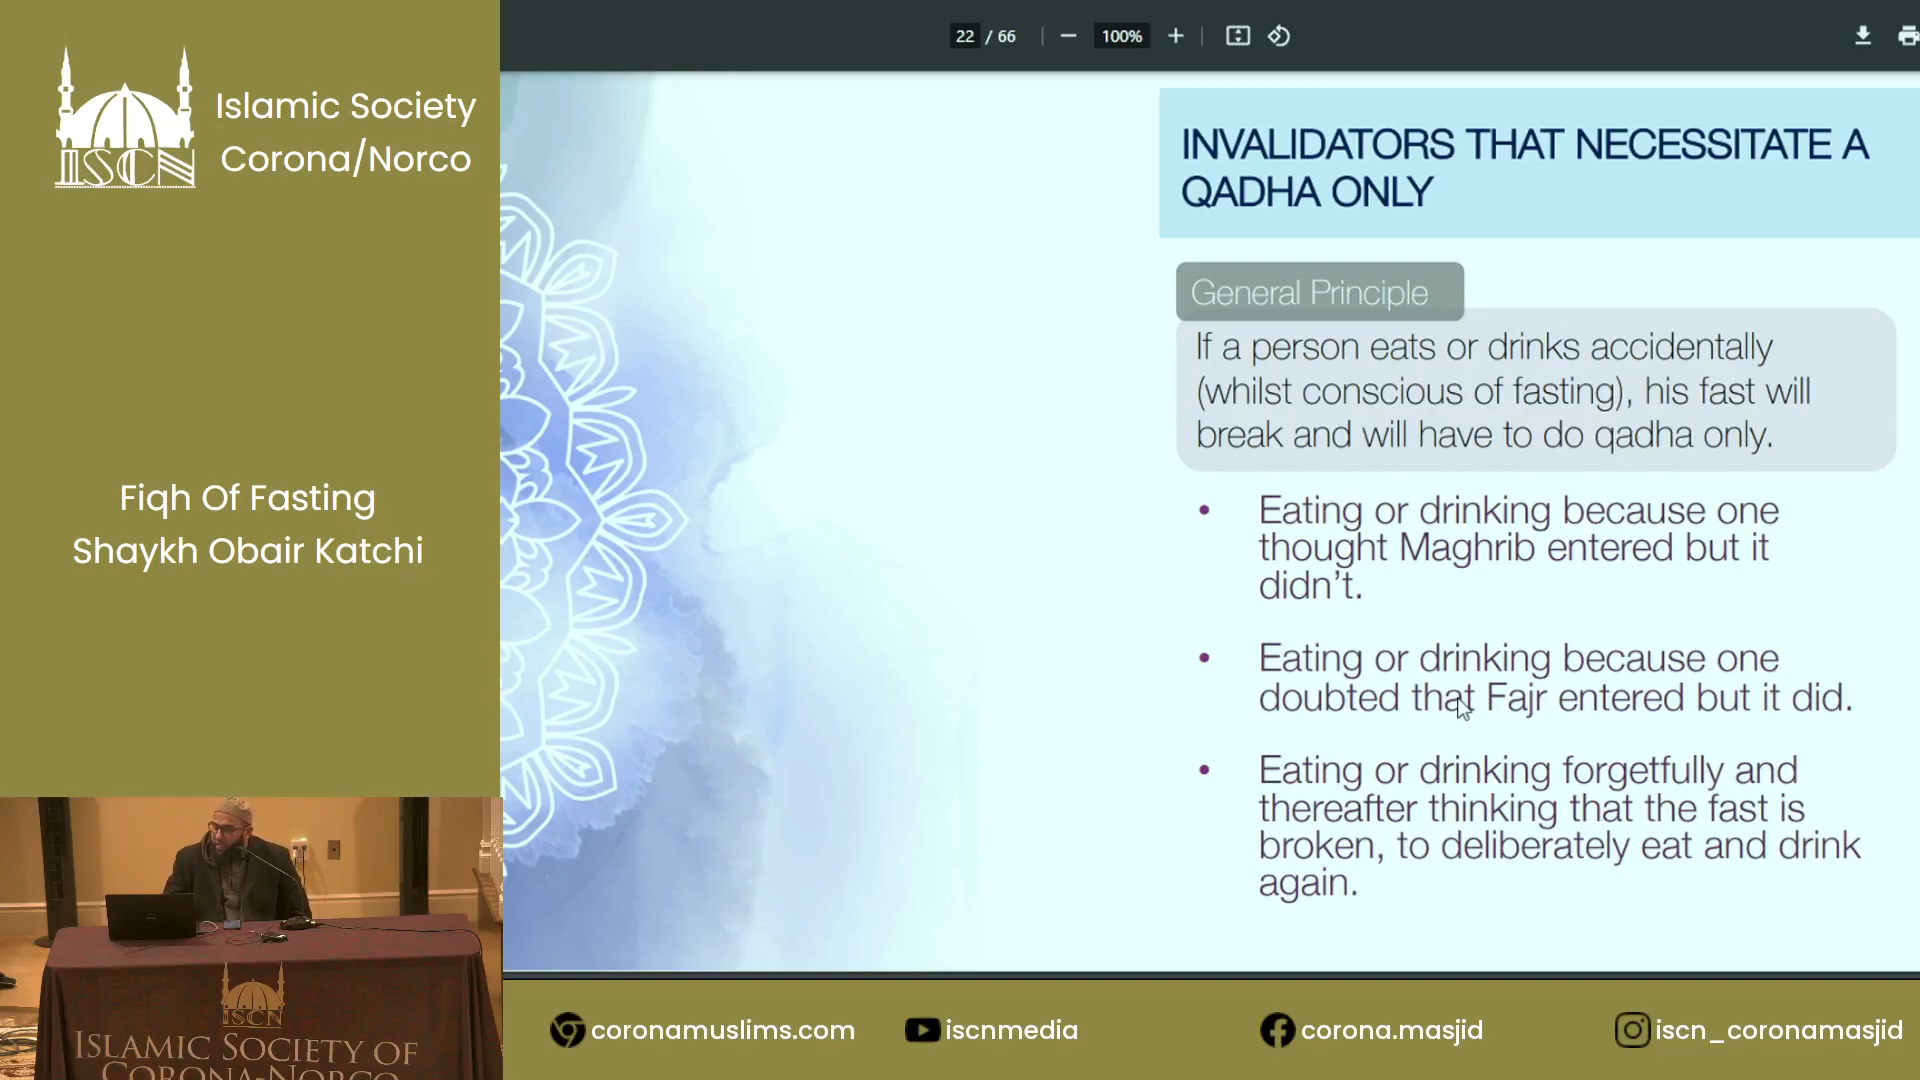 ISCN
Islamic Society
Corona/Norco
Fiqh Of Fasting
Shaykh Obair Katchi
22 / 66
100%
INVALIDATORS THAT NECESSITATE A
QADHA ONLY
General Principle
If a person eats or drinks accidentally
(whilst conscious of fasting), his fast will
break and will have to do qadha only.
• Eating or drinking because one
thought Maghrib entered but it
didn’t.
• Eating or drinking because one
doubted that Fajr entered but it did.
• Eating or drinking forgetfully and
thereafter thinking that the fast is
broken, to deliberately eat and drink
again.
ISCN
ISLAMIC SOCIETY OF
CORONA-NORCO
coronamuslims.com
iscnmedia
corona.masjid
iscn_coronamasjid